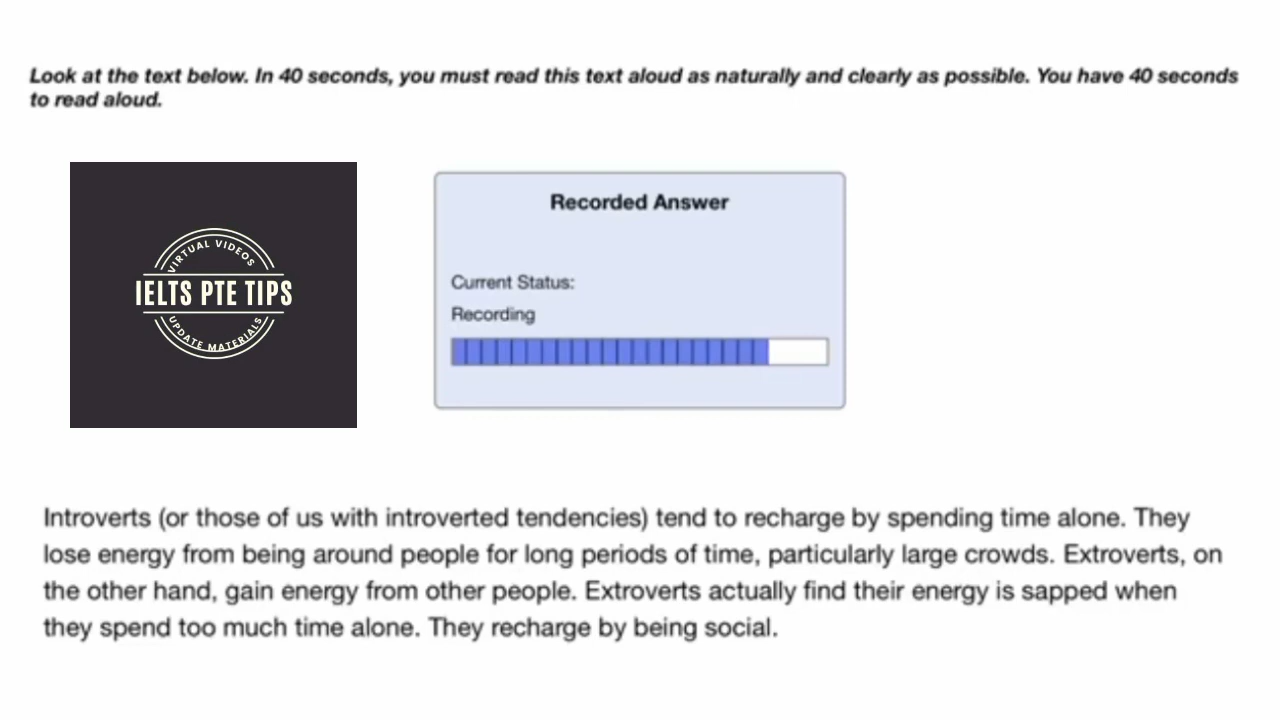 Look at the text below. In 40 seconds, you must read this text aloud as naturally and clearly as possible. You have 40 seconds
to read aloud.
VIRTUAL VIDEOS
IELTS PTE TIPS
UPDATE MATERIALS
Recorded Answer
Current Status:
Recording
Introverts (or those of us with introverted tendencies) tend to recharge by spending time alone. They
lose energy from being around people for long periods of time, particularly large crowds. Extroverts, on
the other hand, gain energy from other people. Extroverts actually find their energy is sapped when
they spend too much time alone. They recharge by being social.